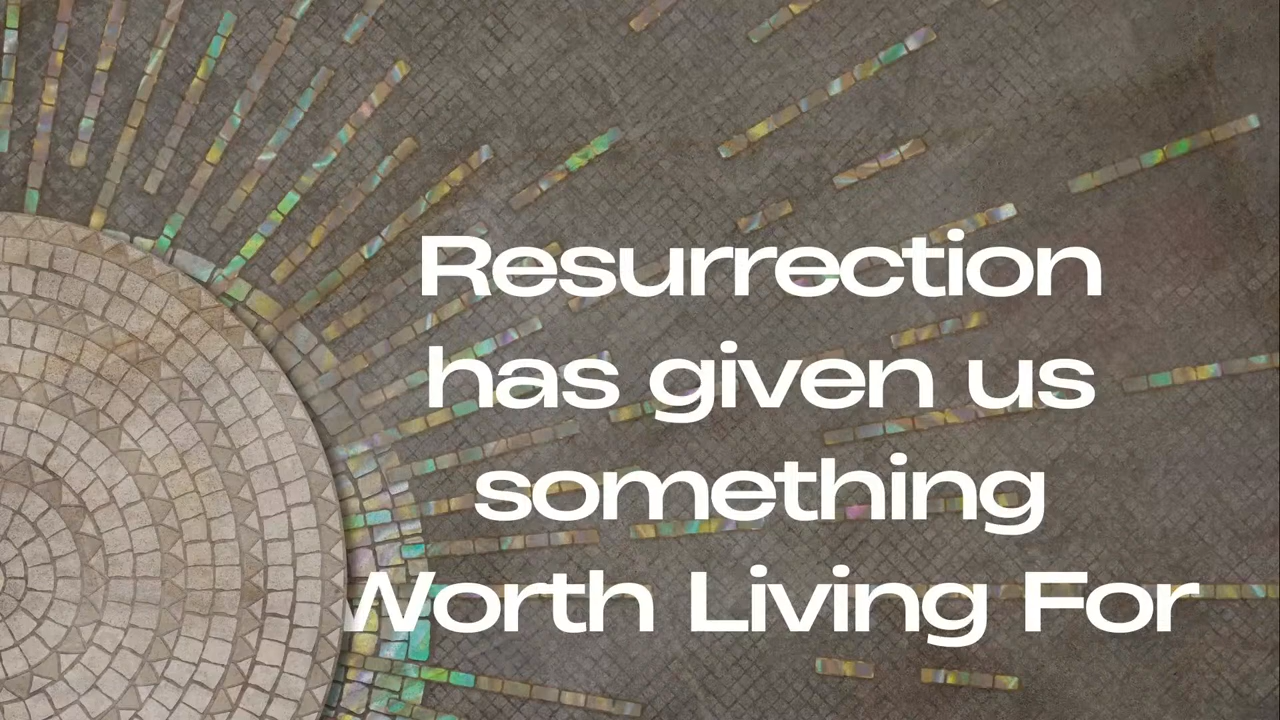 Resurrection
has given us
something
Worth Living For